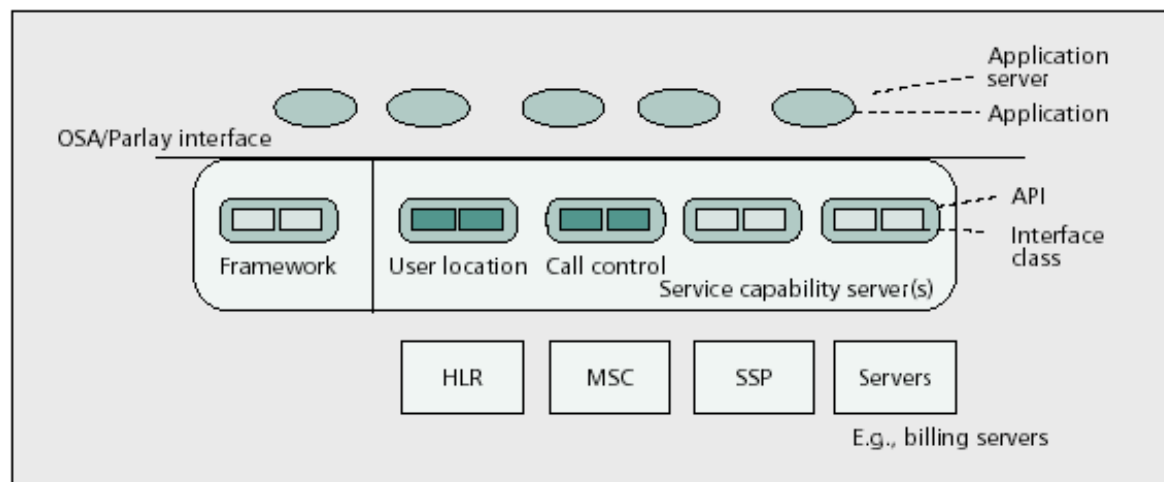 Application
server
Application
OSA/Parlay interface
API
Interface
class
Framework
User location
Call control
Service capability server(s)
HLR
MSC
SSP
Servers
E.g., billing servers